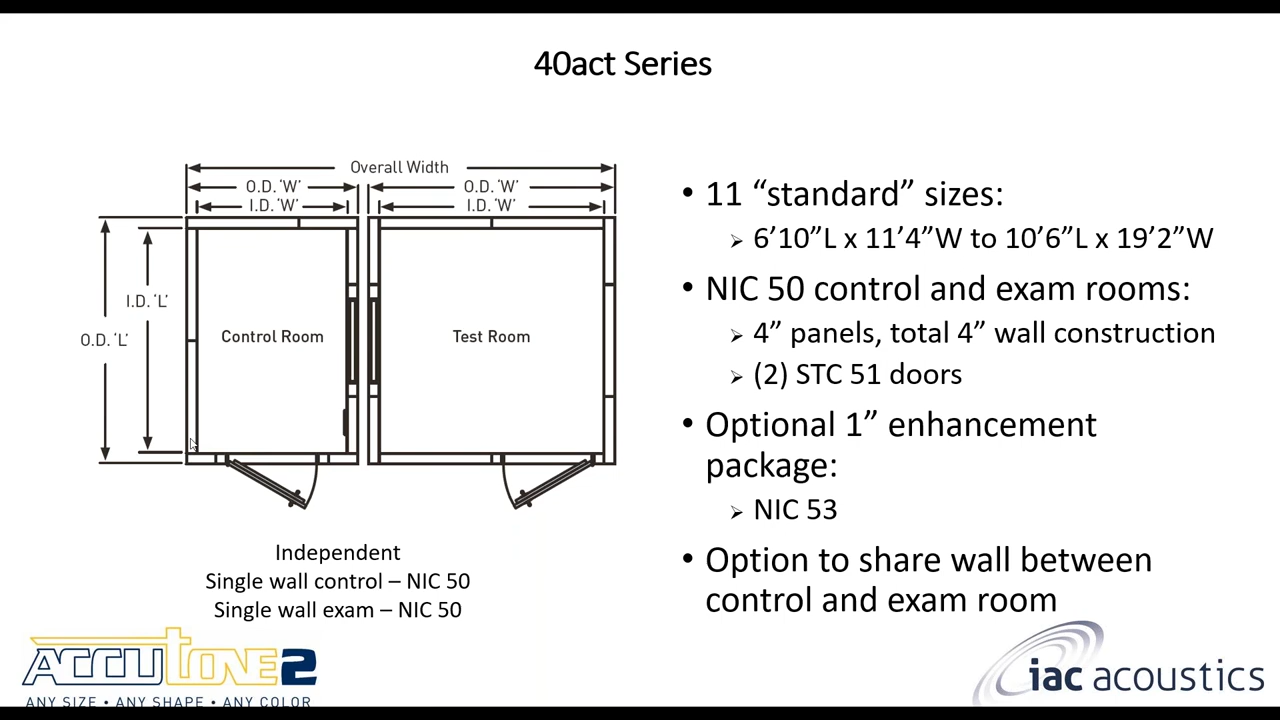 40act Series
Overall Width
O.D. ‘W’
O.D. ‘W’
I.D. ‘W’
I.D. ‘W’
I.D. ‘L’
O.D. ‘L’
Control Room
Test Room
Independent
Single wall control – NIC 50
Single wall exam – NIC 50
• 11 “standard” sizes:
➢ 6’10”L x 11’4”W to 10’6”L x 19’2”W
• NIC 50 control and exam rooms:
➢ 4” panels, total 4” wall construction
➢ (2) STC 51 doors
• Optional 1” enhancement
package:
➢ NIC 53
• Option to share wall between
control and exam room
ACCUTONE2
ANY SIZE • ANY SHAPE • ANY COLOR
iac acoustics